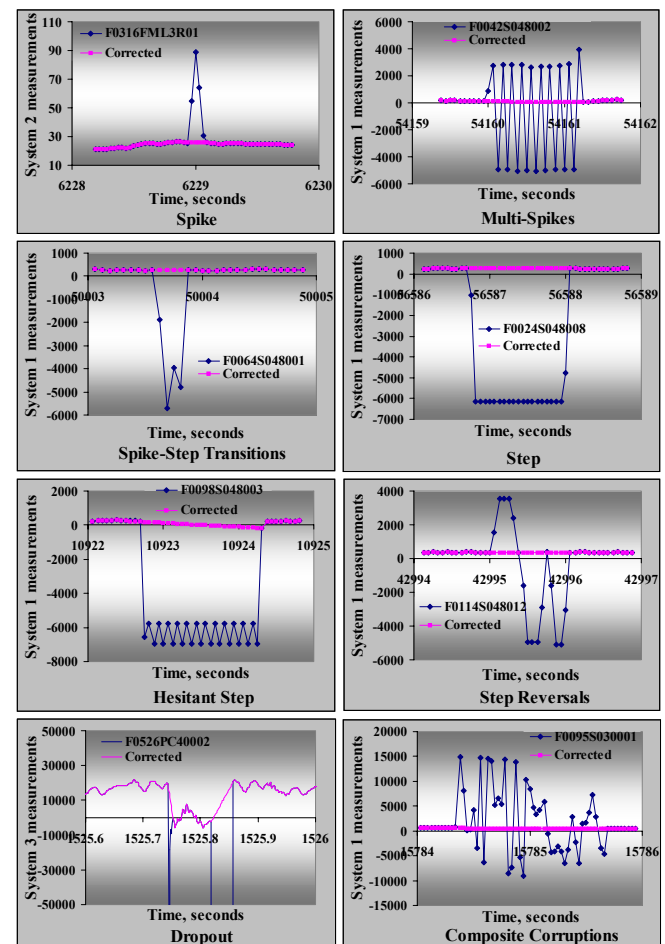 System 2 measurements
110
90
70
50
30
10
F0316FML3R01
Corrected
6228
6229
6230
Time, seconds
Spike
System 1 measurements
6000
4000
2000
0
-2000
-4000
-6000
F0042S048002
Corrected
54159
54160
54161
54162
Time, seconds
Multi-Spikes
System 1 measurements
1000
0
-1000
-2000
-3000
-4000
-5000
-6000
50003
50004
50005
F0064S048001
Corrected
Time, seconds
Spike-Step Transitions
System 1 measurements
1000
0
-1000
-2000
-3000
-4000
-5000
-6000
-7000
56586
56587
56588
56589
F0024S048008
Corrected
Time, seconds
Step
System 1 measurements
2000
0
-2000
-4000
-6000
-8000
F0098S048003
Corrected
10922
10923
10924
10925
Time, seconds
Hesitant Step
System 1 measurements
4000
2000
0
-2000
-4000
-6000
42994
42995
42996
42997
F0114S048012
Corrected
Time, seconds
Step Reversals
System 3 measurements
50000
30000
10000
-10000
-30000
-50000
F0526PC40002
Corrected
1525.6
1525.7
1525.8
1525.9
1526
Time, seconds
Dropout
System 1 measurements
20000
15000
10000
5000
0
-5000
-10000
-15000
F0095S030001
Corrected
15784
15785
15786
Time, seconds
Composite Corruptions